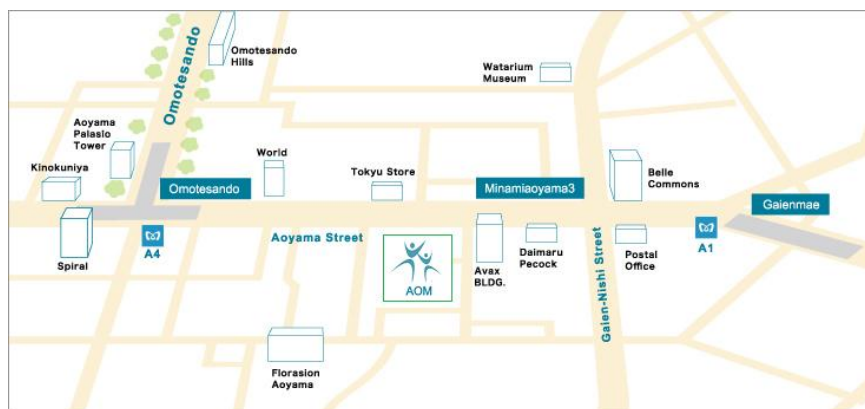 Omotesando
Omotesando
Hills
Watarium
Museum
Aoyama
Palasio
Tower
Kinokuniya
World
Omotesando
Tokyu Store
Minamiaoyama3
Belle
Commons
Gaienmae
Spiral
A4
Aoyama Street
AOM
Avax
BLDG.
Daimaru
Pecock
Gaien-Nishi Street
Postal
Office
A1
Florasion
Aoyama